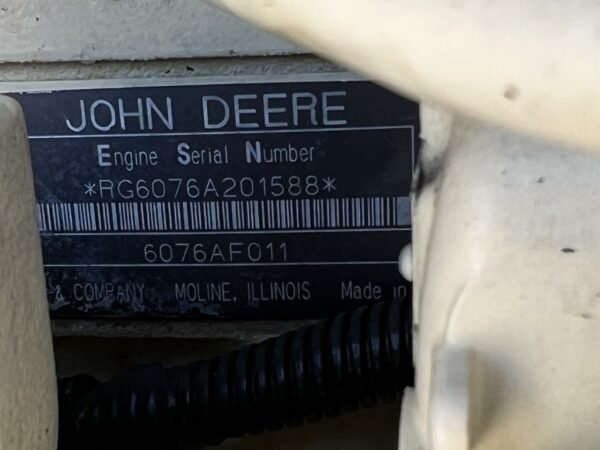 JOHN DEERE
Engine Serial Number
*RG6076A201588*
6076AF011
& COMPANY MOLINE, ILLINOIS Made in